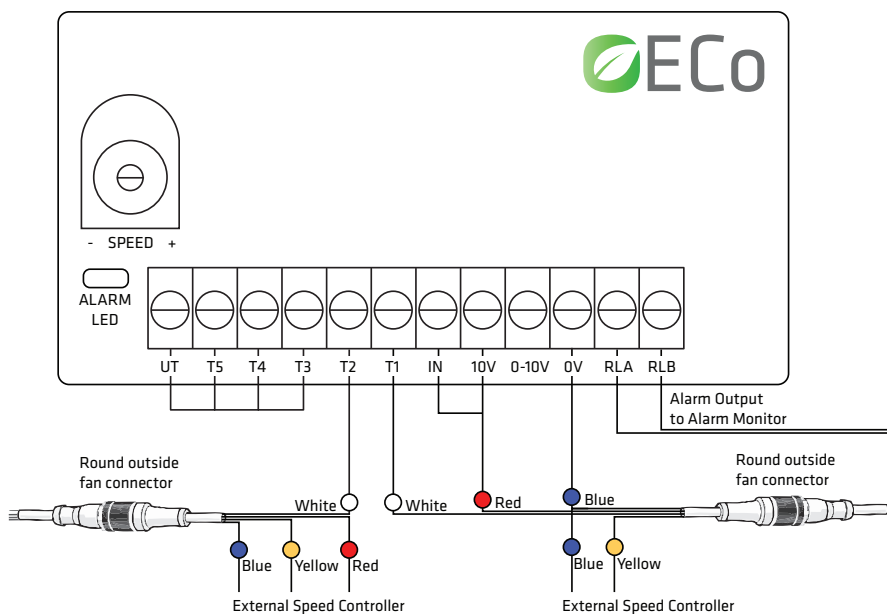 ECo
- SPEED +
ALARM
LED
UT T5 T4 T3 T2 T1 IN 10V 0-10V 0V RLA RLB
Alarm Output
to Alarm Monitor
Round outside
fan connector
Round outside
fan connector
White White Red Blue
Blue Yellow Red Blue Yellow
External Speed Controller External Speed Controller